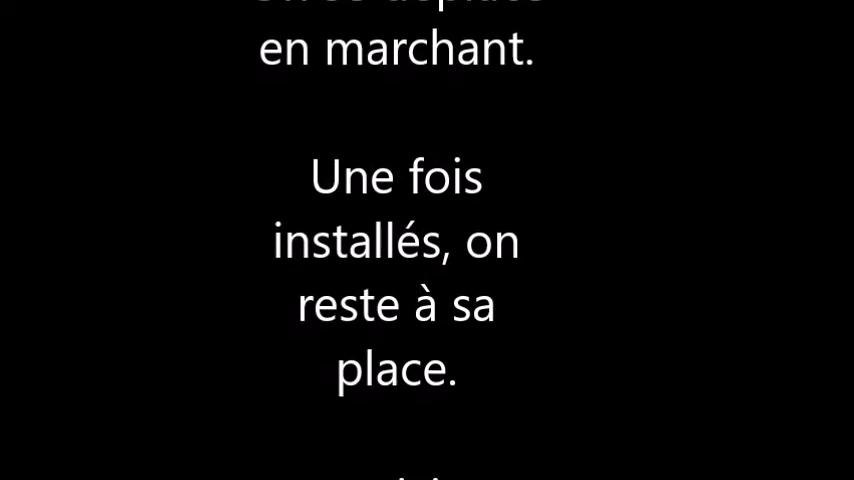 en marchant.
Une fois
installés, on
reste à sa
place.